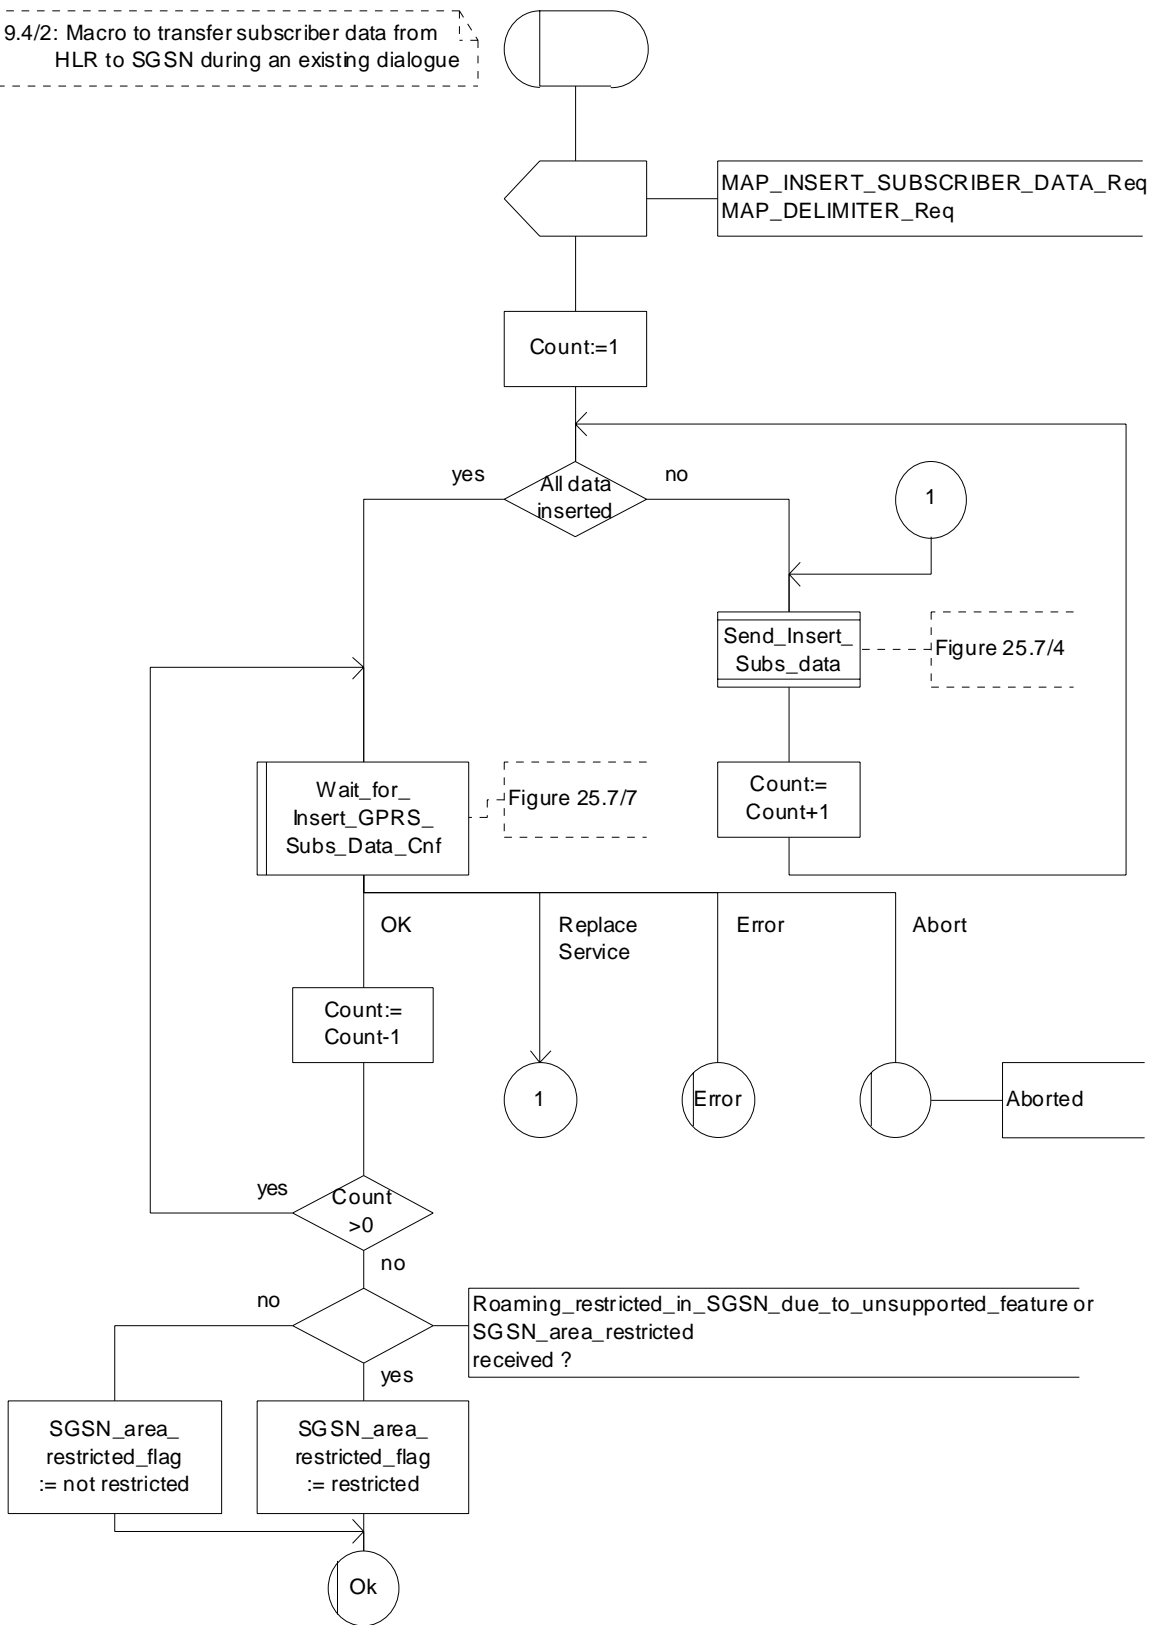 9.4/2: Macro to transfer subscriber data from
HLR to SGSN during an existing dialogue
MAP_INSERT_SUBSCRIBER_DATA_Req
MAP_DELIMITER_Req
Count:=1
yes
All data
inserted
no
1
Send_Insert_
Subs_data
Figure 25.7/4
Wait_for_
Insert_GPRS_
Subs_Data_Cnf
Figure 25.7/7
Count:=
Count+1
OK
Replace
Service
Error
Abort
Count:=
Count-1
1
Error
Aborted
yes
Count
>0
no
no
Roaming_restricted_in_SGSN_due_to_unsupported_feature or
SGSN_area_restricted
received ?
yes
SGSN_area_
restricted_flag
:= not restricted
SGSN_area_
restricted_flag
:= restricted
Ok